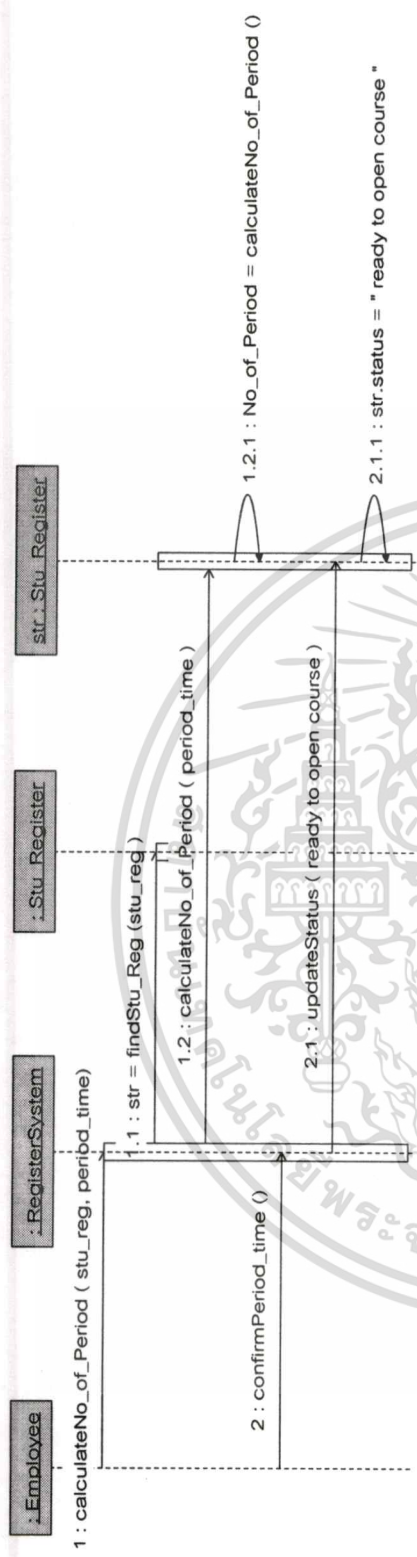 : Employee
: RegisterSystem
: Stu_Register
str : Stu_Register
1 : calculateNo_of_Period ( stu_reg, period_time)
1.1 : str = findStu_Reg (stu_reg )
1.2 : calculateNo_of_Period ( period_time )
1.2.1 : No_of_Period = calculateNo_of_Period ()
2 : confirmPeriod_time ()
2.1 : updateStatus ( ready to open course )
2.1.1 : str.status = " ready to open course "